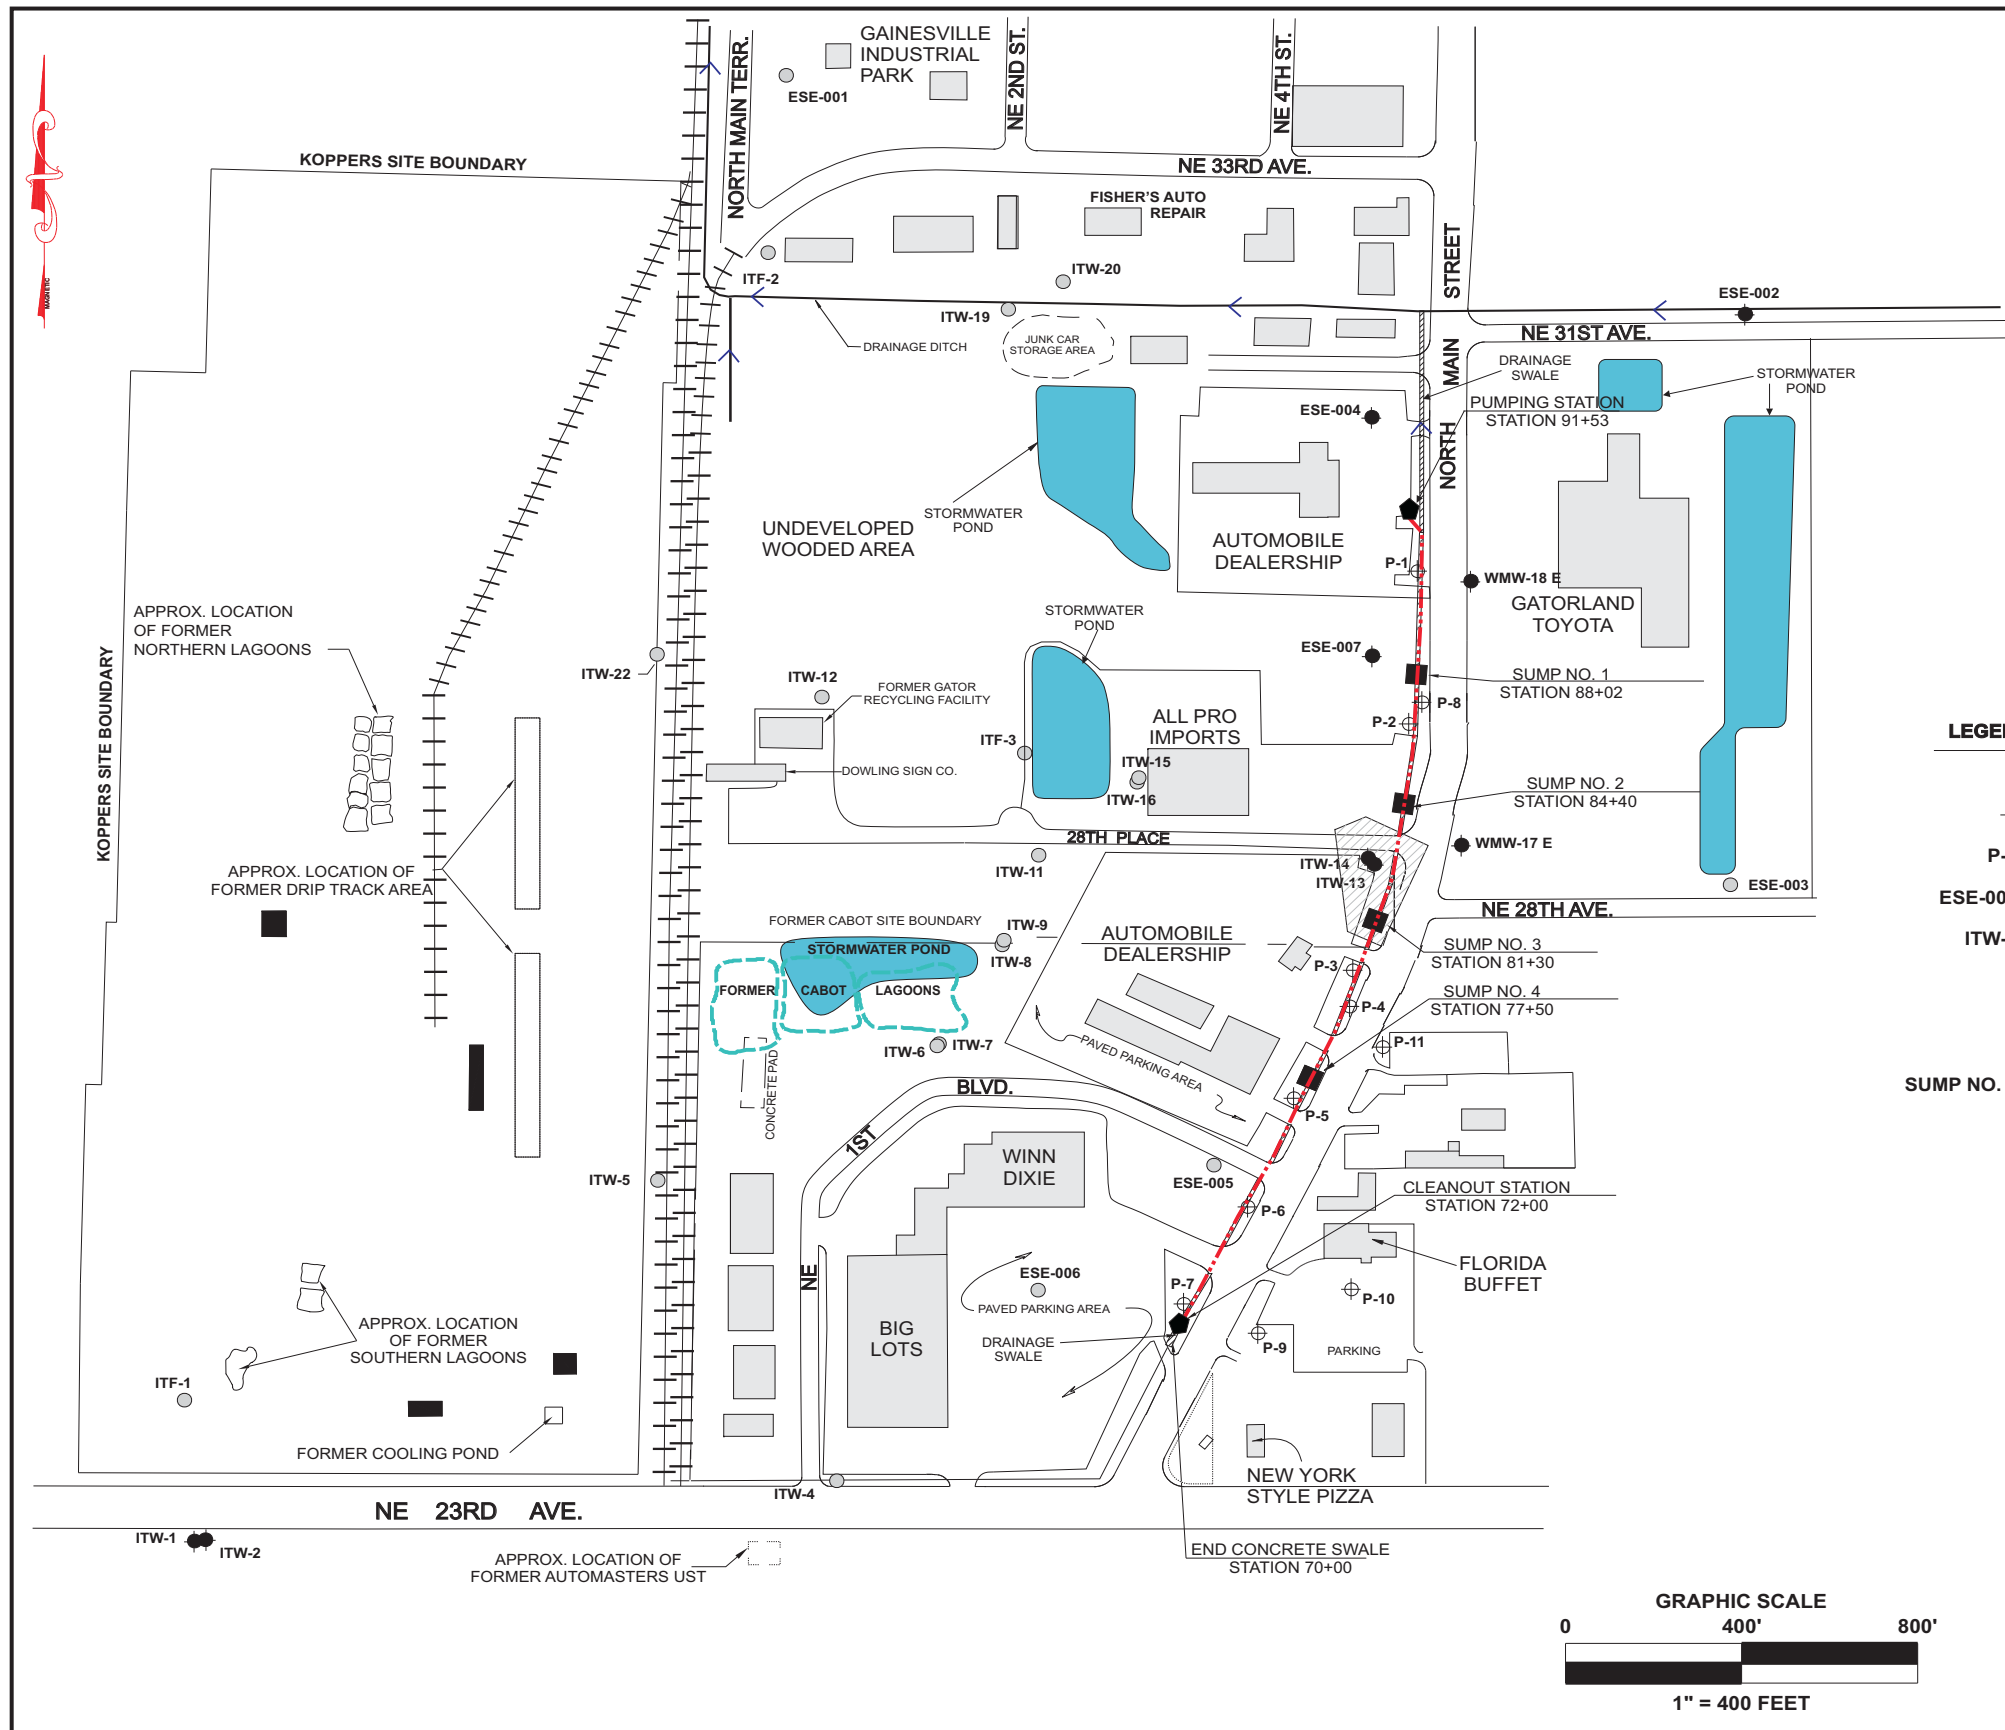 GAINESVILLE
INDUSTRIAL
PARK
NORTH MAIN TERR.
NE 2ND ST.
NE 4TH ST.
ESE-001
KOPPERS SITE BOUNDARY
NE 33RD AVE.
FISHER'S AUTO
REPAIR
MAGNETIC
ITF-2
ITW-20
ITW-19
ESE-002
NORTH MAIN STREET
NE 31ST AVE.
DRAINAGE DITCH
JUNK CAR
STORAGE AREA
DRAINAGE
SWALE
STORMWATER
POND
PUMPING STATION
STATION 91+53
ESE-004
STORMWATER
POND
UNDEVELOPED
WOODED AREA
AUTOMOBILE
DEALERSHIP
P-1
WMW-18 E
GATORLAND
TOYOTA
APPROX. LOCATION
OF FORMER
NORTHERN LAGOONS
STORMWATER
POND
ESE-007
ITW-22
ITW-12
FORMER GATOR
RECYCLING FACILITY
SUMP NO. 1
STATION 88+02
P-8
P-2
ALL PRO
IMPORTS
ITF-3
LEGE
DOWLING SIGN CO.
ITW-15
ITW-16
SUMP NO. 2
STATION 84+40
KOPPERS SITE BOUNDARY
28TH PLACE
WMW-17 E
P-
ITW-11
ITW-14
ITW-13
APPROX. LOCATION OF
FORMER DRIP TRACK AREA
ESE-003
ESE-00
NE 28TH AVE.
FORMER CABOT SITE BOUNDARY
ITW-9
ITW-8
AUTOMOBILE
DEALERSHIP
ITW-
STORMWATER POND
SUMP NO. 3
STATION 81+30
P-3
FORMER CABOT LAGOONS
SUMP NO. 4
STATION 77+50
P-4
P-11
ITW-6
ITW-7
PAVED PARKING AREA
CONCRETE PAD
SUMP NO.
NE 1ST BLVD.
P-5
WINN
DIXIE
ITW-5
ESE-005
CLEANOUT STATION
STATION 72+00
P-6
FLORIDA
BUFFET
ESE-006
P-7
P-10
PAVED PARKING AREA
APPROX. LOCATION
OF FORMER
SOUTHERN LAGOONS
BIG
LOTS
DRAINAGE
SWALE
P-9
PARKING
ITF-1
FORMER COOLING POND
NEW YORK
STYLE PIZZA
ITW-4
NE 23RD AVE.
ITW-1
ITW-2
APPROX. LOCATION OF
FORMER AUTOMASTERS UST
END CONCRETE SWALE
STATION 70+00
GRAPHIC SCALE
0 400' 800'
1" = 400 FEET